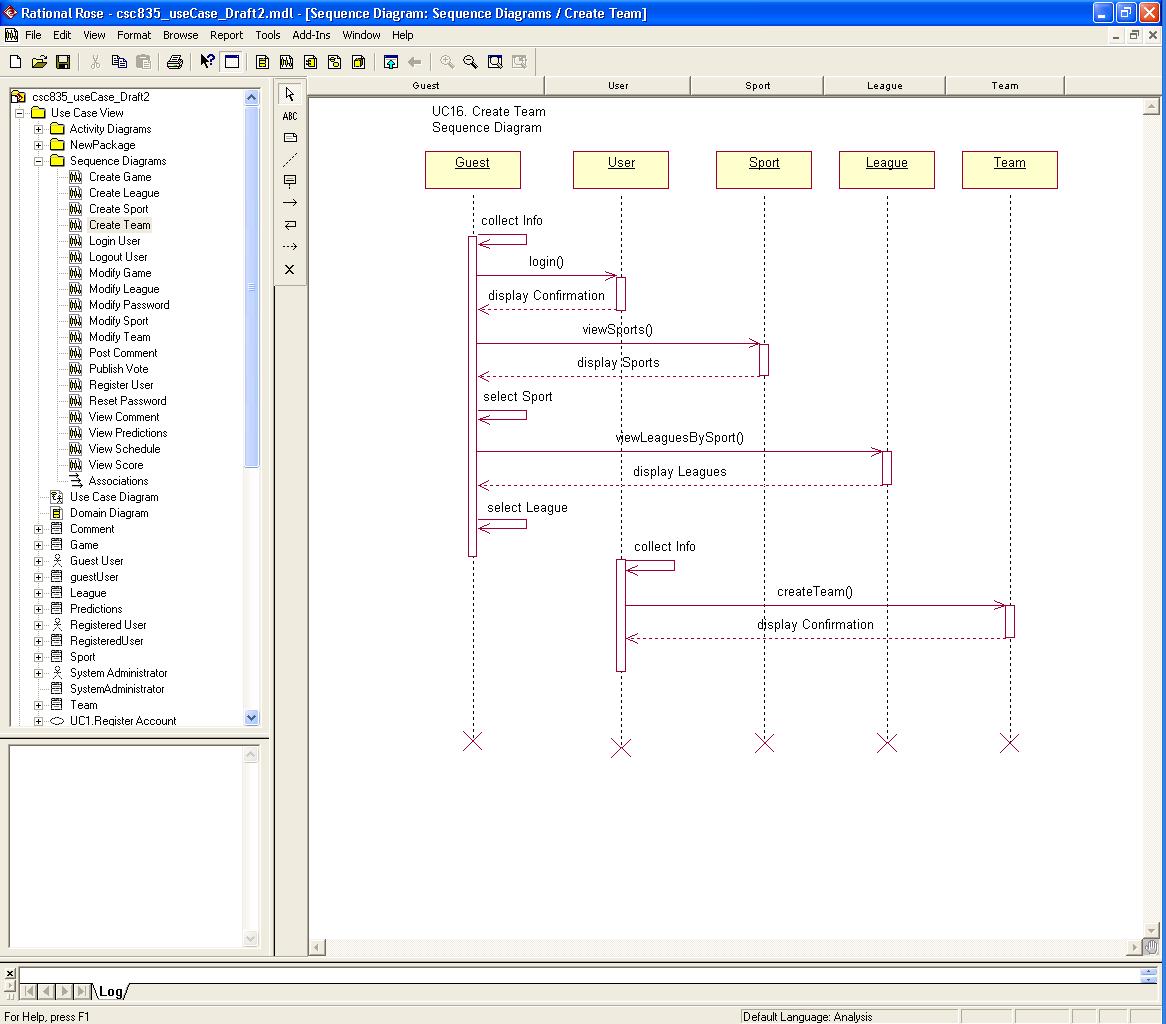 Rational Rose - csc835_useCase_Draft2.mdl - [Sequence Diagram: Sequence Diagrams / Create Team]
File Edit View Format Browse Report Tools Add-Ins Window Help
csc835_useCase_Draft2
Use Case View
Activity Diagrams
NewPackage
Sequence Diagrams
Create Game
Create League
Create Sport
Create Team
Login User
Logout User
Modify Game
Modify League
Modify Password
Modify Sport
Modify Team
Post Comment
Publish Vote
Register User
Reset Password
View Comment
View Predictions
View Schedule
View Score
Associations
Use Case Diagram
Domain Diagram
Comment
Game
Guest User
guestUser
League
Predictions
Registered User
RegisteredUser
Sport
System Administrator
SystemAdministrator
Team
UC1.Register Account
ABC
Guest User Sport League Team
UC16. Create Team
Sequence Diagram
Guest User Sport League Team
collect Info
login()
display Confirmation
viewSports()
display Sports
select Sport
viewLeaguesBySport()
display Leagues
select League
collect Info
createTeam()
display Confirmation
Log
For Help, press F1
Default Language: Analysis